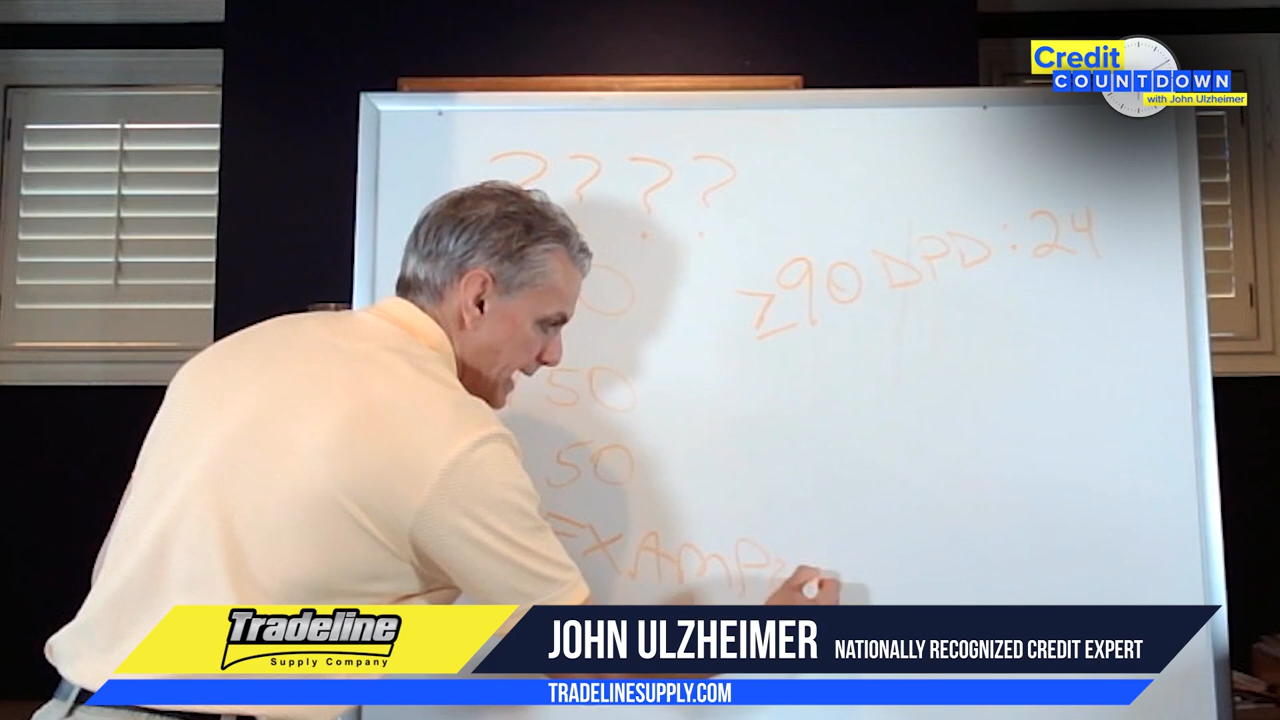 Credit
COUNTDOWN
with John Ulzheimer
? ? ? ?
≥90 DPD: 24
50
50
Tradeline
Supply Company
JOHN ULZHEIMER NATIONALLY RECOGNIZED CREDIT EXPERT
TRADELINESUPPLY.COM